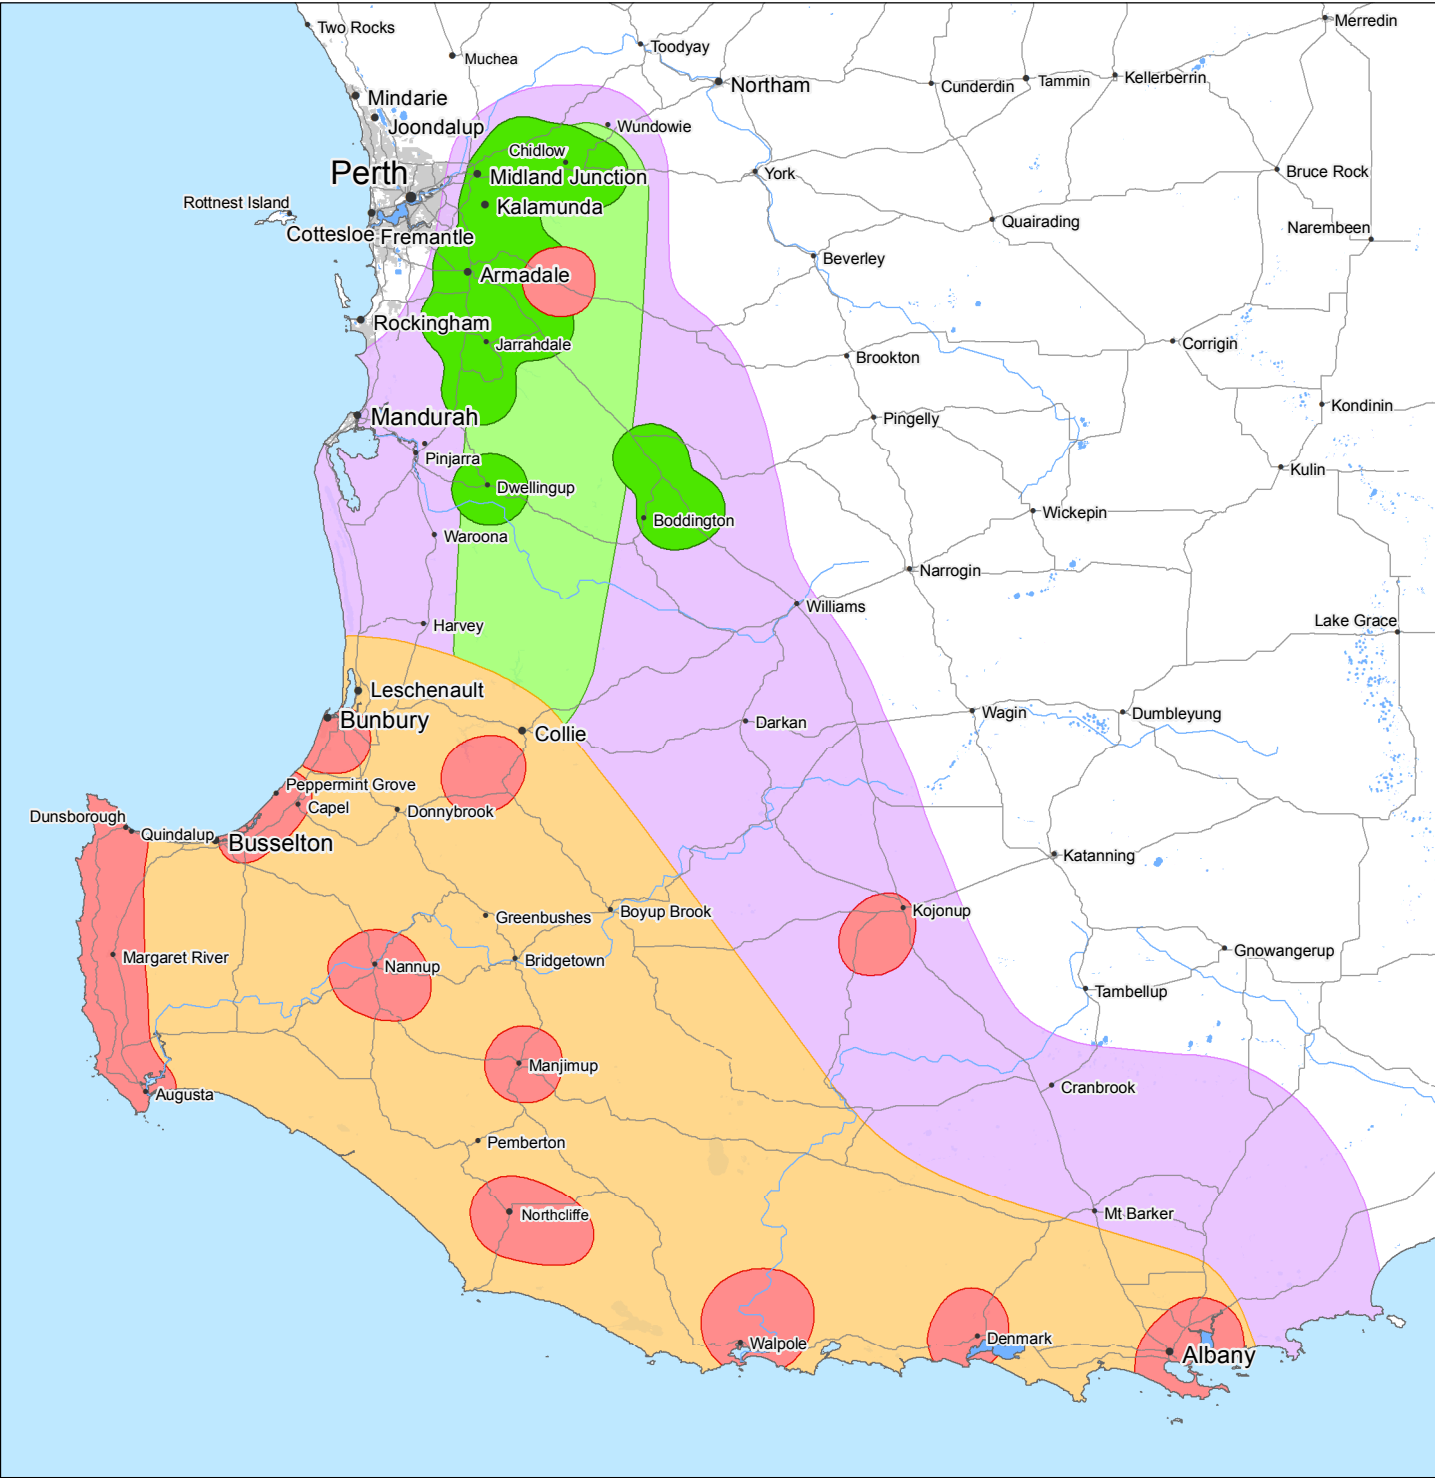 Two Rocks
Merredin
Toodyay
Muchea
Northam
Cunderdin
Tammin
Kellerberrin
Mindarie
Joondalup
Wundowie
Chidlow
Perth
Midland Junction
York
Bruce Rock
Rottnest Island
Kalamunda
Quairading
Narembeen
Cottesloe
Fremantle
Beverley
Armadale
Rockingham
Jarrahdale
Corrigin
Brookton
Kondinin
Mandurah
Pingelly
Pinjarra
Kulin
Dwellingup
Wickepin
Boddington
Waroona
Narrogin
Williams
Harvey
Lake Grace
Leschenault
Bunbury
Wagin
Dumbleyung
Darkan
Collie
Peppermint Grove
Capel
Donnybrook
Dunsborough
Quindalup
Busselton
Katanning
Kojonup
Boyup Brook
Greenbushes
Gnowangerup
Margaret River
Bridgetown
Nannup
Tambellup
Manjimup
Cranbrook
Augusta
Pemberton
Northcliffe
Mt Barker
Denmark
Walpole
Albany